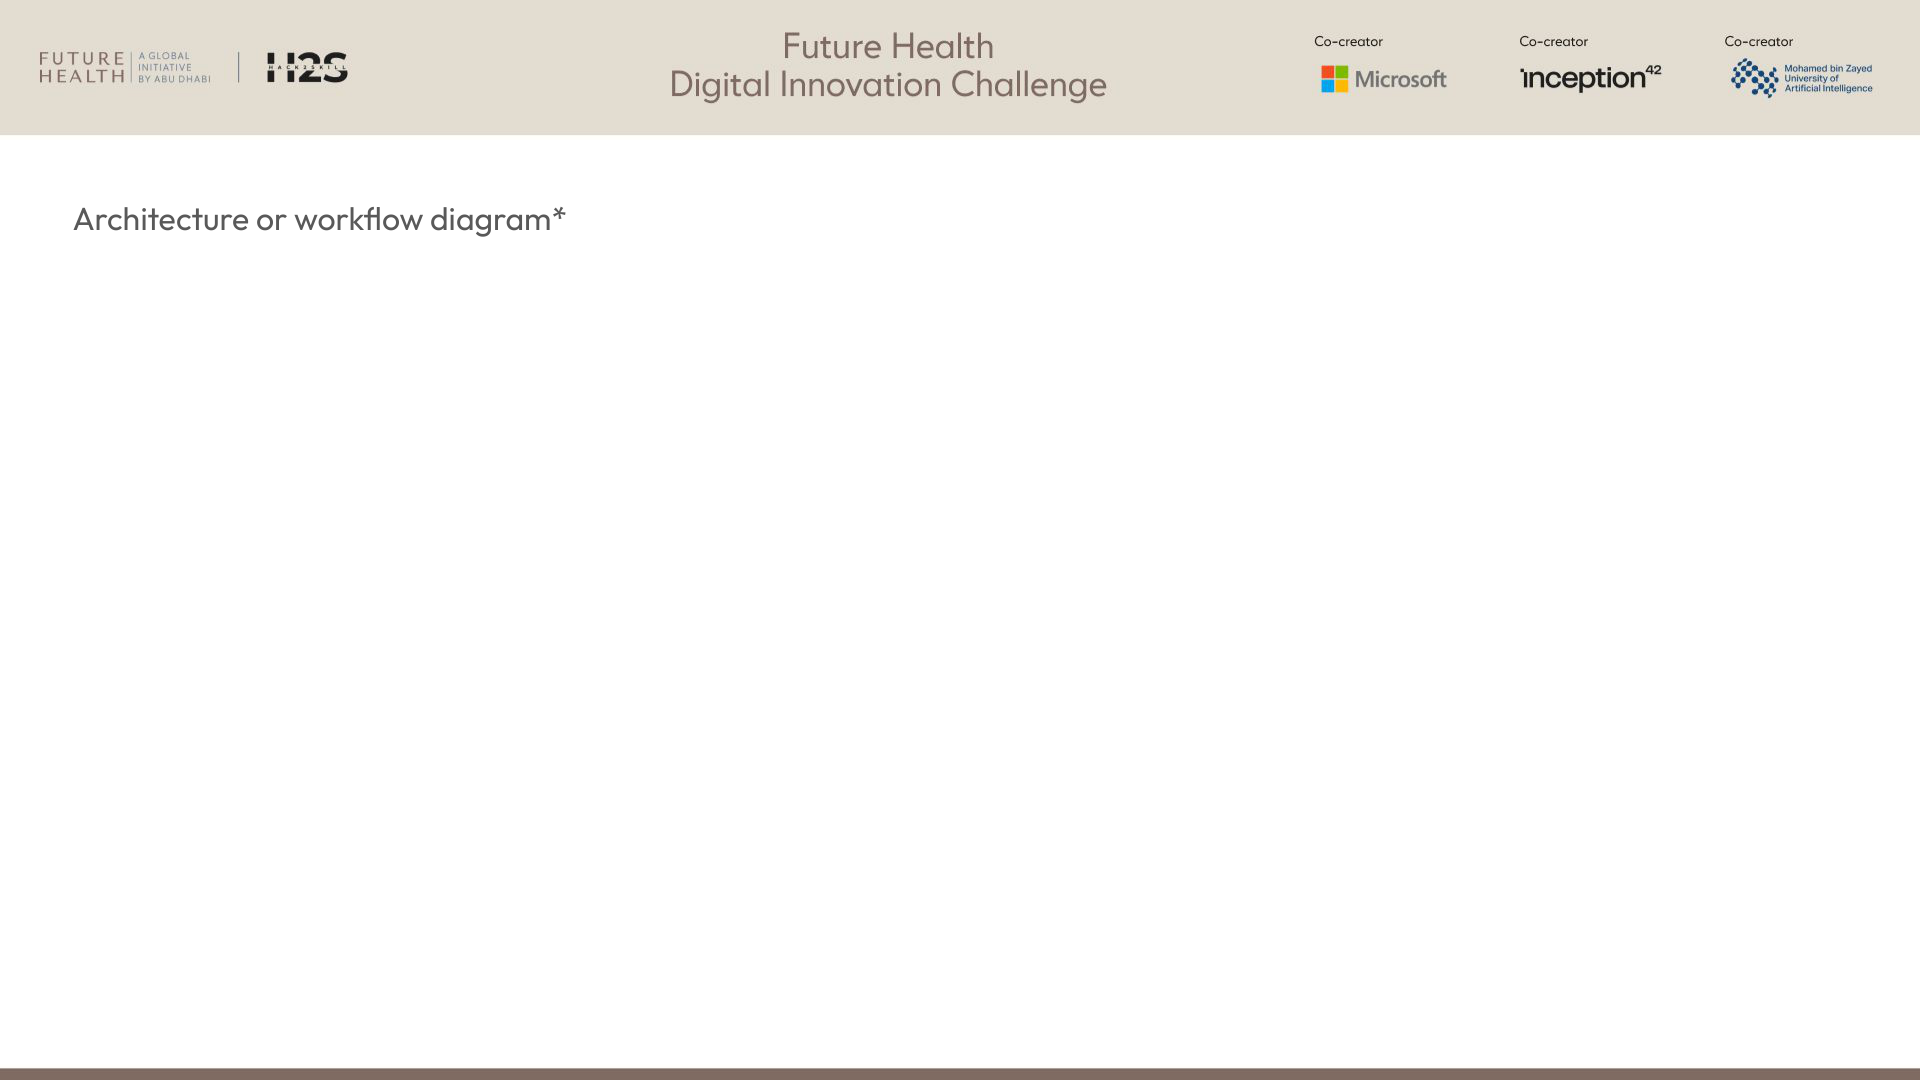 FUTURE
HEALTH
A GLOBAL
INITIATIVE
BY ABU DHABI
H2S
HACK2SKILL
Future Health
Digital Innovation Challenge
Co-creator
Microsoft
Co-creator
inception42
Co-creator
Mohamed bin Zayed
University of
Artificial Intelligence
Architecture or workflow diagram*